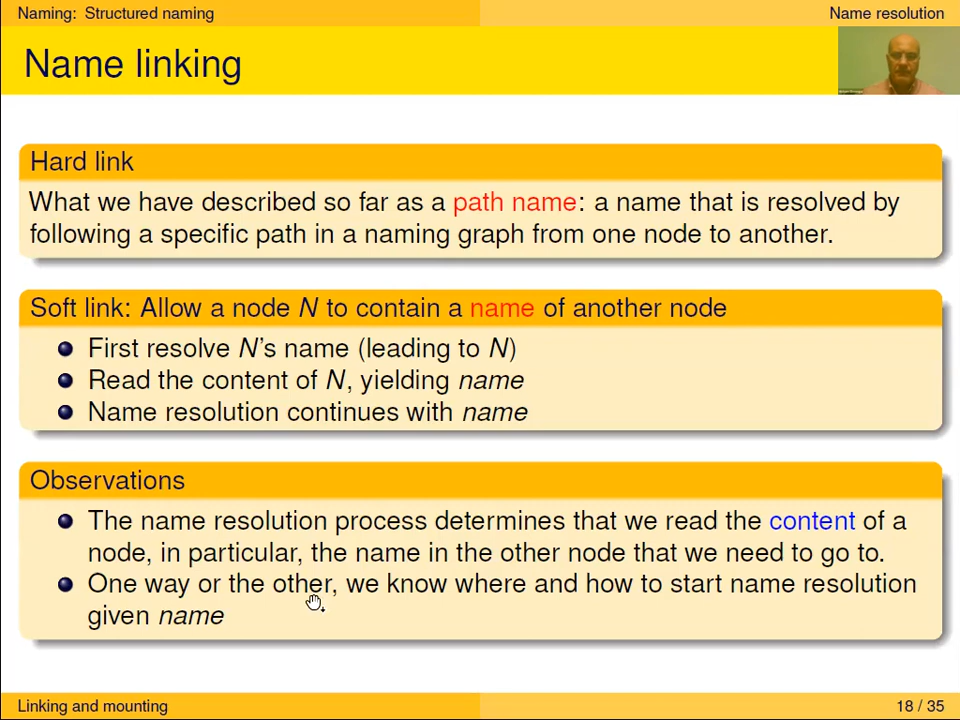 Naming: Structured naming
Name resolution
Name linking
Hard link
What we have described so far as a path name: a name that is resolved by
following a specific path in a naming graph from one node to another.
Soft link: Allow a node N to contain a name of another node
First resolve N's name (leading to N)
Read the content of N, yielding name
Name resolution continues with name
Observations
The name resolution process determines that we read the content of a
node, in particular, the name in the other node that we need to go to.
One way or the other, we know where and how to start name resolution
given name
Linking and mounting
18 / 35